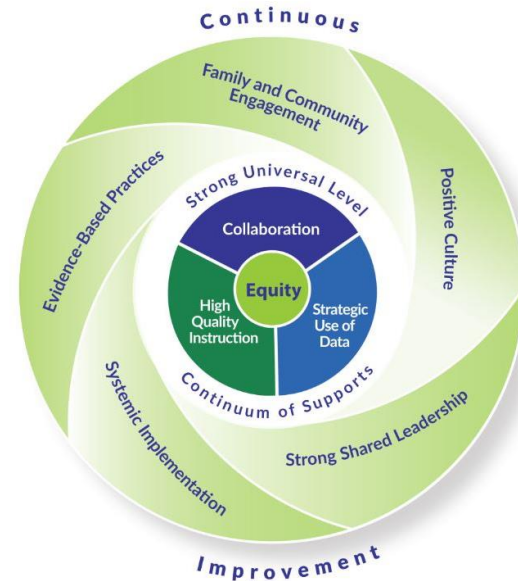 Continuous
Family and Community
Engagement
Positive Culture
Evidence-Based Practices
Strong Universal Level
Collaboration
Equity
High
Quality
Instruction
Strategic
Use of
Data
Continuum of Supports
Systemic Implementation
Strong Shared Leadership
Improvement